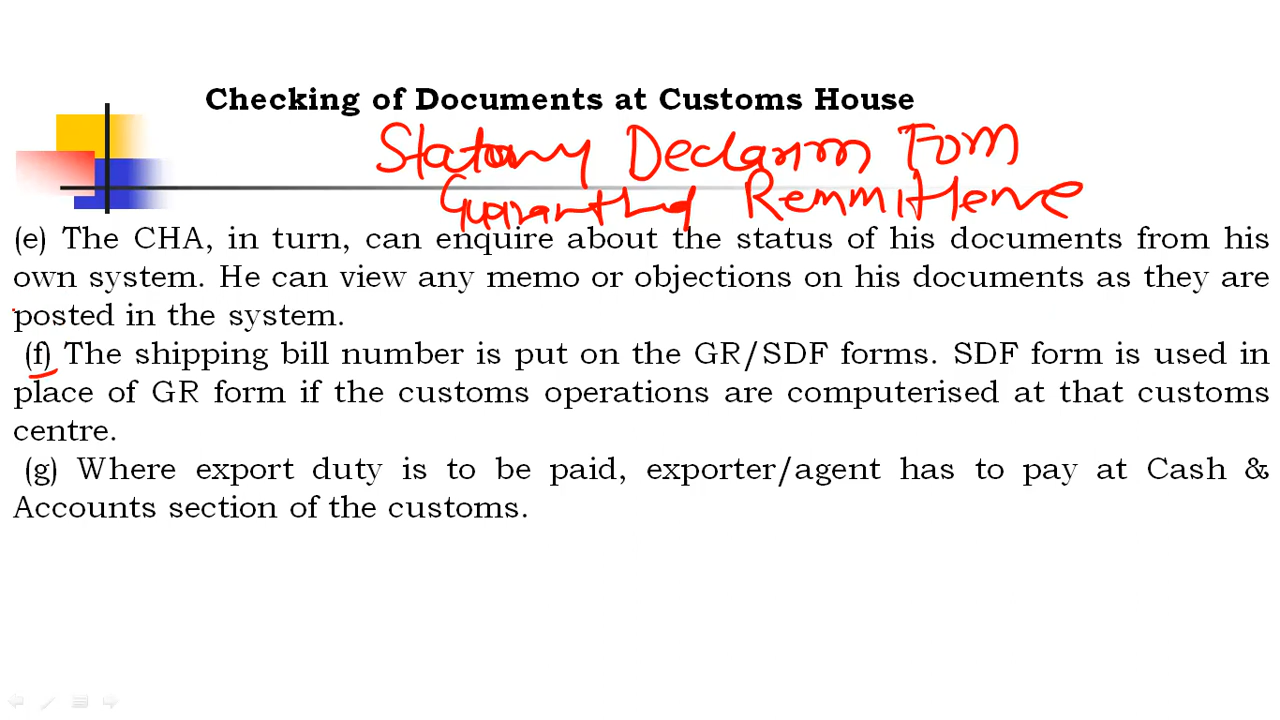 Checking of Documents at Customs House
Statutory Declaration Form
Guaranthed Remmittence
(e) The CHA, in turn, can enquire about the status of his documents from his
own system. He can view any memo or objections on his documents as they are
posted in the system.
(f) The shipping bill number is put on the GR/SDF forms. SDF form is used in
place of GR form if the customs operations are computerised at that customs
centre.
(g) Where export duty is to be paid, exporter/agent has to pay at Cash &
Accounts section of the customs.